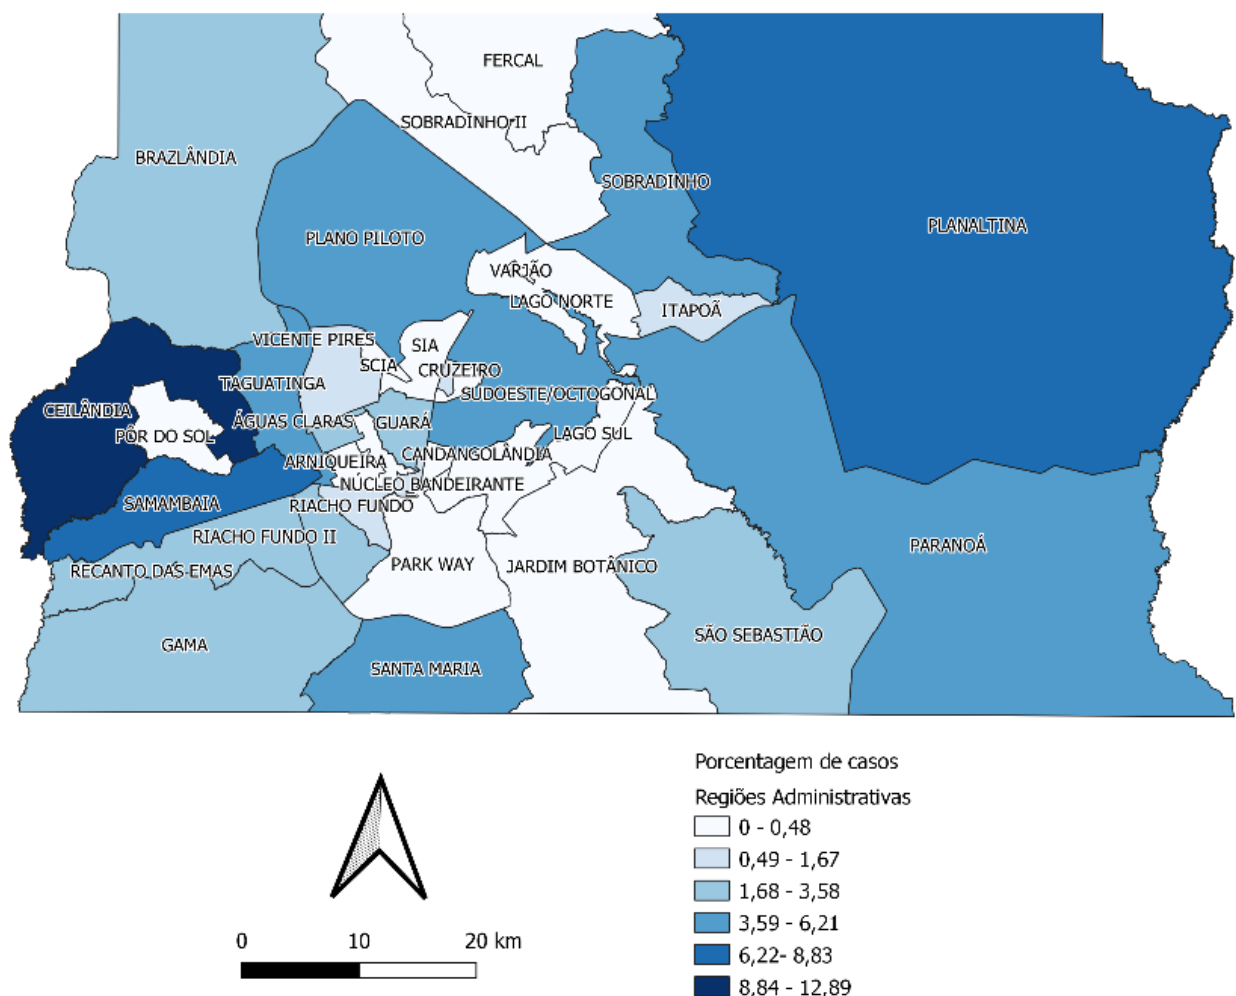 FERCAL
SOBRADINHO II
BRAZLÂNDIA
SOBRADINHO
PLANALTINA
PLANO PILOTO
VARJÃO
LAGO NORTE
ITAPOÃ
VICENTE PIRES
SIA
SCIA
CRUZEIRO
TAGUATINGA
SUDOESTE/OCTOGONAL
CEILÂNDIA
ÁGUAS CLARAS
GUARÁ
PÔR DO SOL
LAGO SUL
ARNIQUEIRA
CANDANGOLÂNDIA
NÚCLEO BANDEIRANTE
SAMAMBAIA
RIACHO FUNDO
RIACHO FUNDO II
PARANOÁ
RECANTO DAS EMAS
PARK WAY
JARDIM BOTÂNICO
GAMA
SÃO SEBASTIÃO
SANTA MARIA
Porcentagem de casos
Regiões Administrativas
0 - 0,48
0,49 - 1,67
1,68 - 3,58
3,59 - 6,21
6,22- 8,83
8,84 - 12,89
0 10 20 km